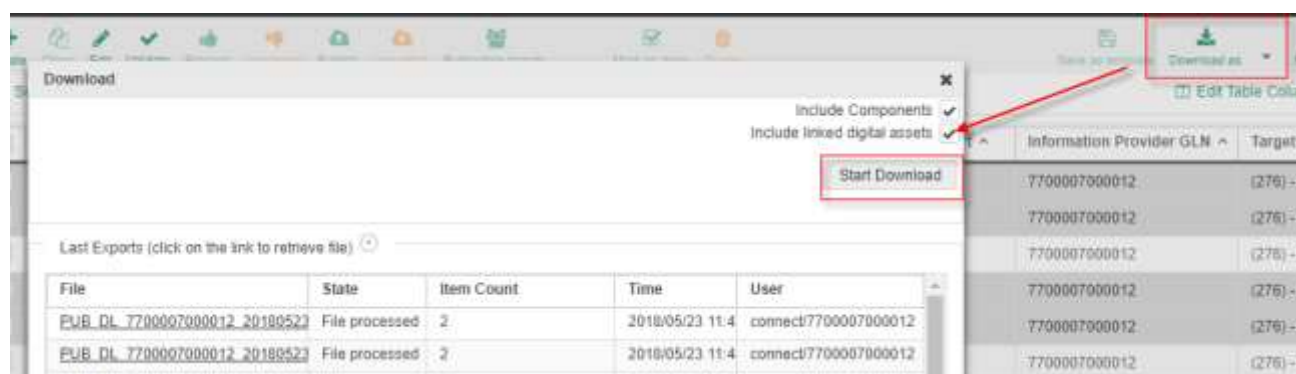 Download as
Edit Table Colu
Download
Include Components
Include linked digital assets
Start Download
Information Provider GLN
Target
7700007000012 (276) -
7700007000012 (276) -
7700007000012 (276) -
7700007000012 (276) -
7700007000012 (276) -
7700007000012 (276) -
Last Exports (click on the link to retrieve file)
File State Item Count Time User
PUB_DL_7700007000012_20180523 File processed 2 2018/05/23 11:4 connect/7700007000012
PUB_DL_7700007000012_20180523 File processed 2 2018/05/23 11:4 connect/7700007000012